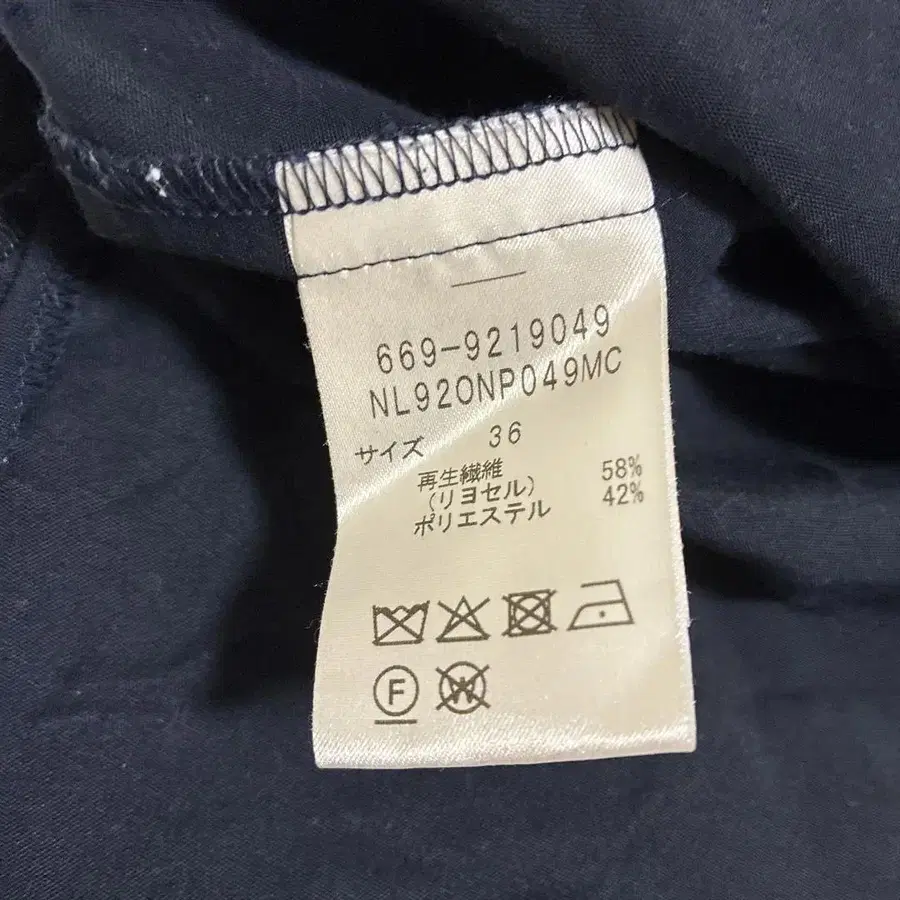 669-9219049
NL920NP049MC
サイズ 36
再生繊維 58%
(リヨセル)
ポリエステル 42%
F
W